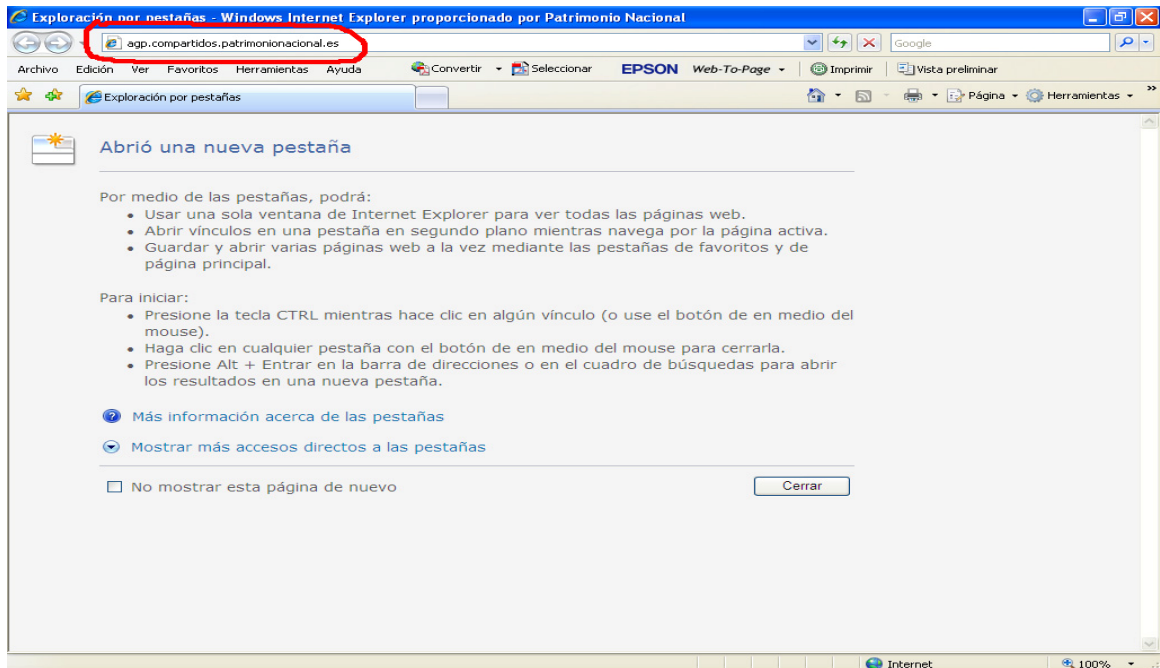 Exploración por pestañas - Windows Internet Explorer proporcionado por Patrimonio Nacional
agp.compartidos.patrimonionacional.es
Google
Archivo Edición Ver Favoritos Herramientas Ayuda Convertir Seleccionar EPSON Web-To-Page Imprimir Vista preliminar
Exploración por pestañas Página Herramientas »
Abrió una nueva pestaña
Por medio de las pestañas, podrá:
• Usar una sola ventana de Internet Explorer para ver todas las páginas web.
• Abrir vínculos en una pestaña en segundo plano mientras navega por la página activa.
• Guardar y abrir varias páginas web a la vez mediante las pestañas de favoritos y de
página principal.
Para iniciar:
• Presione la tecla CTRL mientras hace clic en algún vínculo (o use el botón de en medio del
mouse).
• Haga clic en cualquier pestaña con el botón de en medio del mouse para cerrarla.
• Presione Alt + Entrar en la barra de direcciones o en el cuadro de búsquedas para abrir
los resultados en una nueva pestaña.
Más información acerca de las pestañas
Mostrar más accesos directos a las pestañas
No mostrar esta página de nuevo Cerrar
Internet 100%